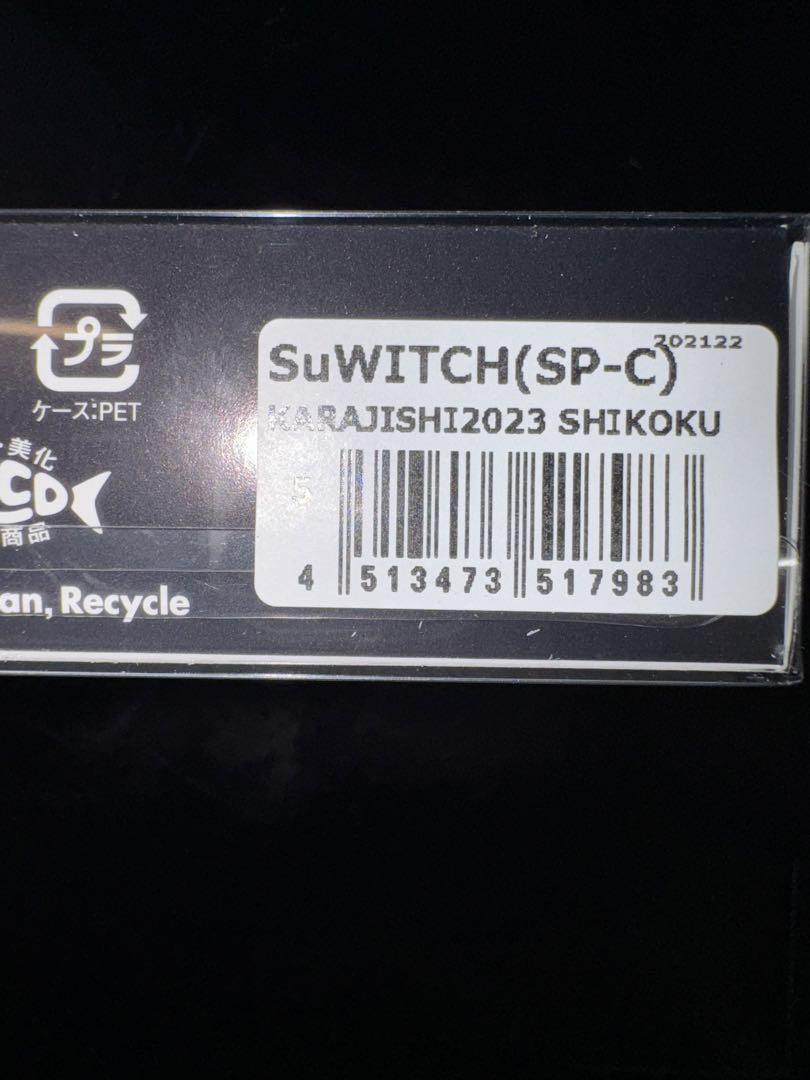 プラ
ケース:PET
・美化
CD
商品
an, Recycle
202122
SuWITCH(SP-C)
KARAJISHI2023 SHIKOKU
5
4 513473 517983